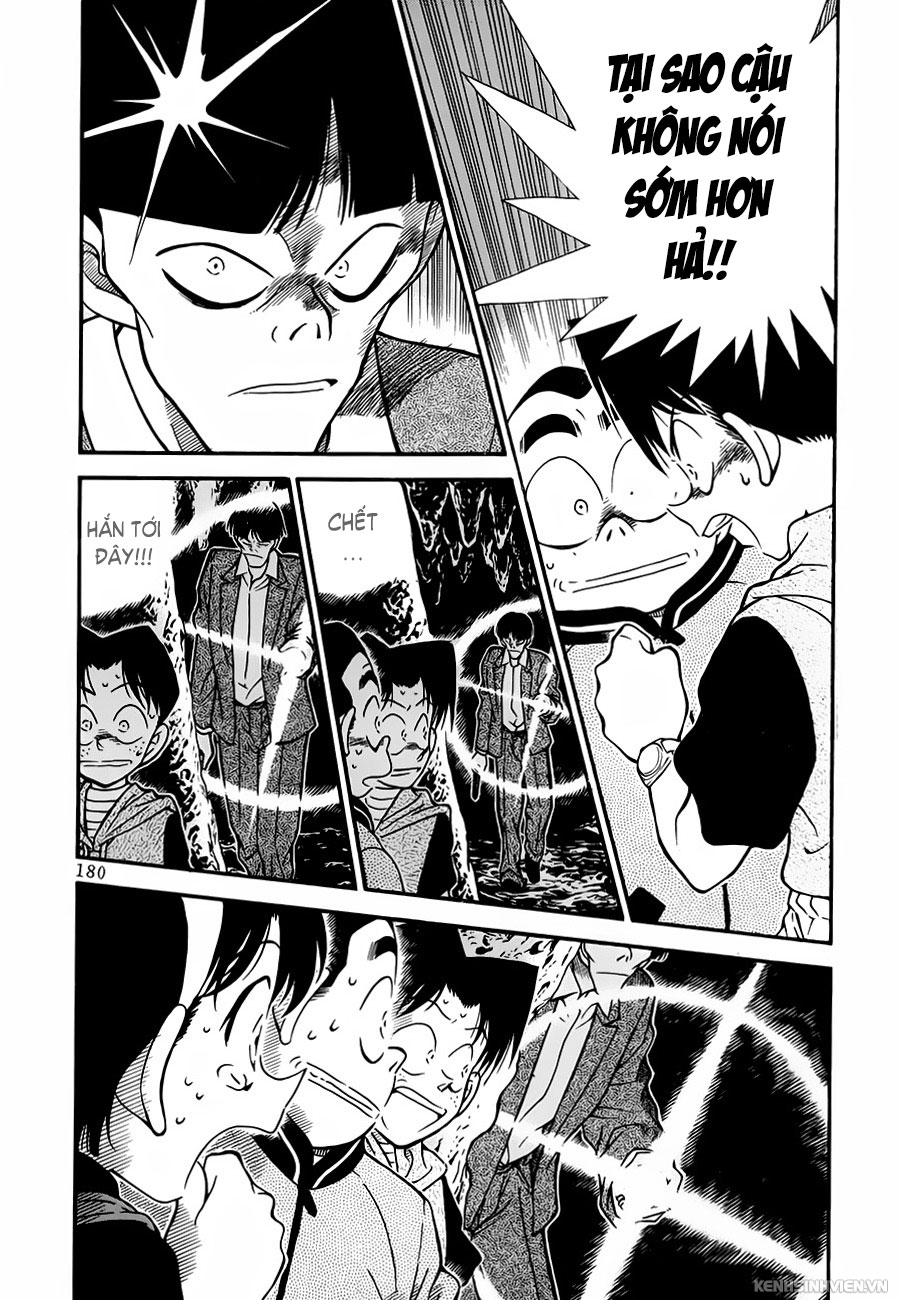 TẠI SAO CẬU
KHÔNG NÓI
SỚM HƠN
HẢ!!
HẮN TỚI
ĐÂY!!!
CHẾT
...
180
KENHSINHVIEN.VN